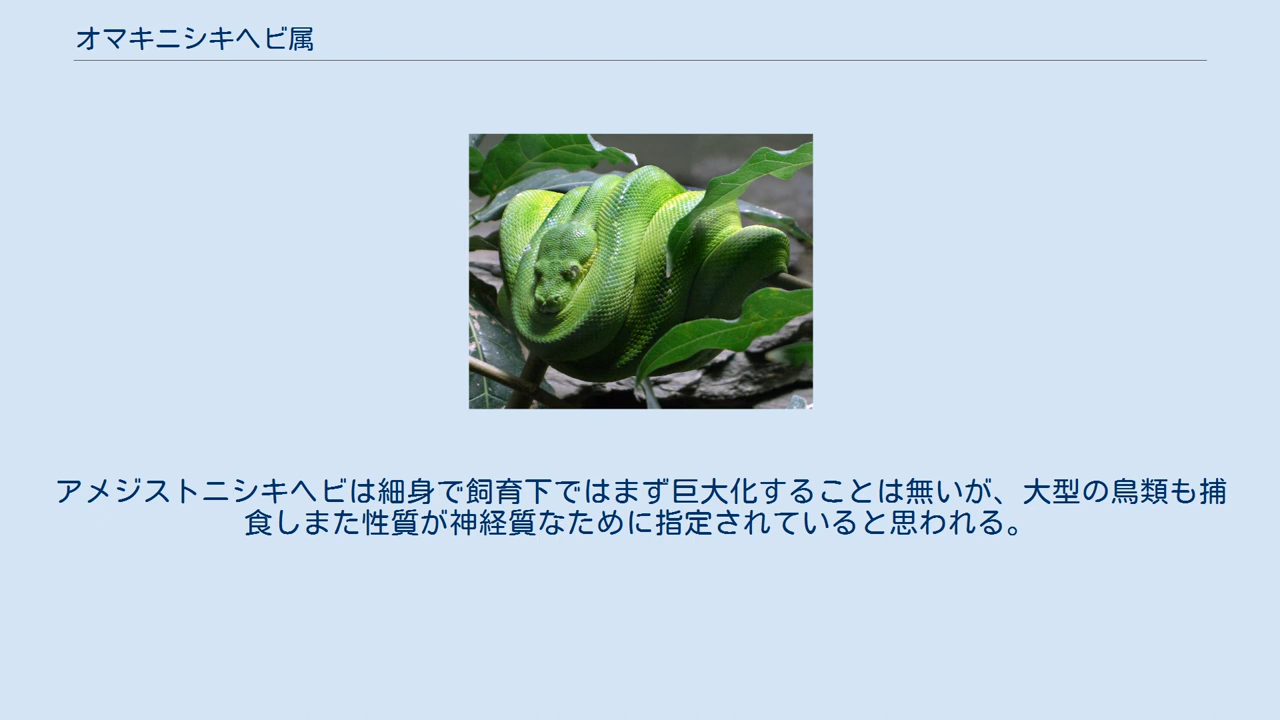 オマキニシキヘビ属
アメジストニシキヘビは細身で飼育下ではまず巨大化することは無いが、大型の鳥類も捕
食しまた性質が神経質なために指定されていると思われる。